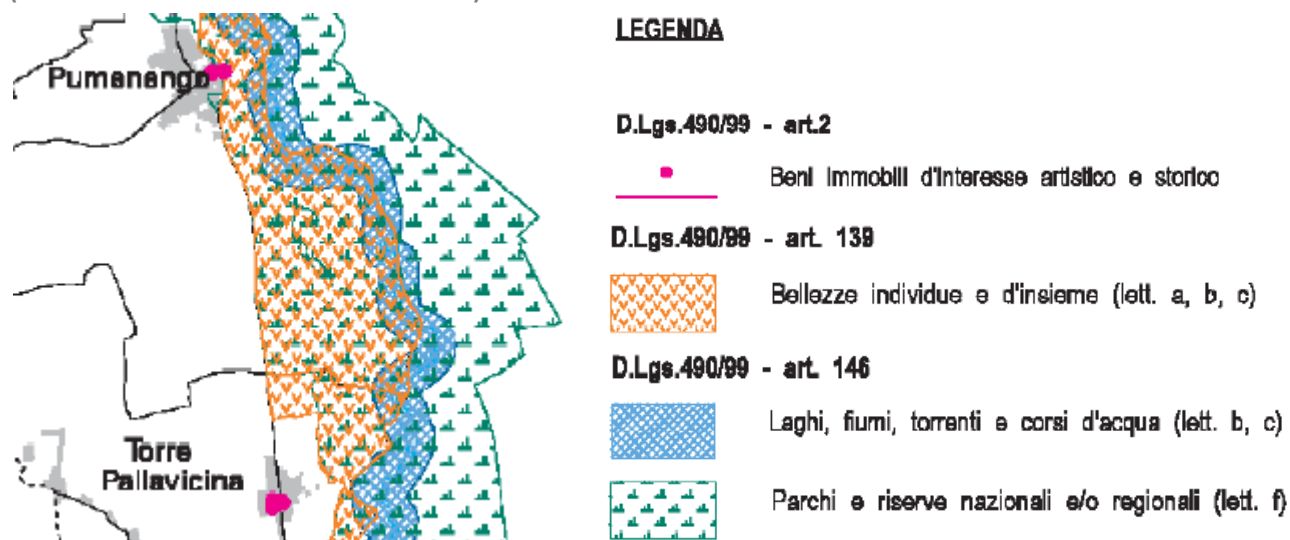 Pumenengo
Torre
Pallavicina
LEGENDA
D.Lgs.490/99 - art.2
Beni immobili d'interesse artistico e storico
D.Lgs.490/99 - art. 139
Bellezze individue e d'insieme (lett. a, b, c)
D.Lgs.490/99 - art. 146
Laghi, fiumi, torrenti e corsi d'acqua (lett. b, c)
Parchi e riserve nazionali e/o regionali (lett. f)